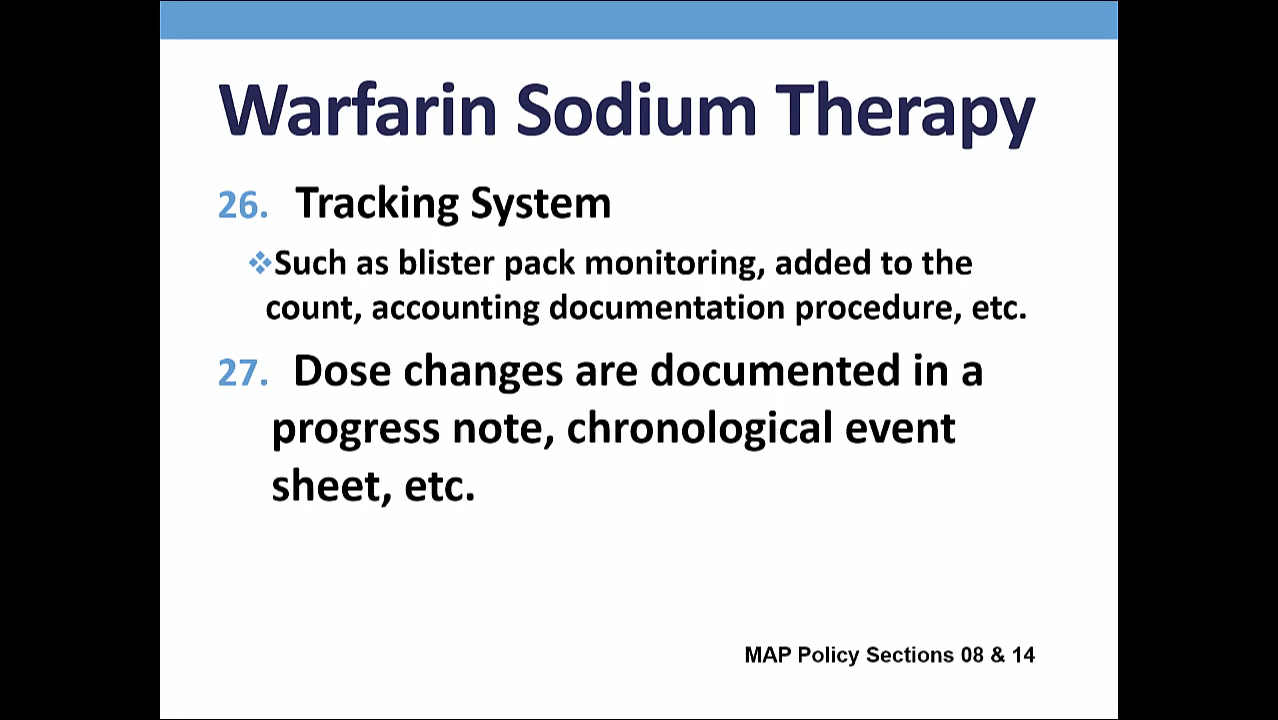 Warfarin Sodium Therapy
26. Tracking System
❖Such as blister pack monitoring, added to the
count, accounting documentation procedure, etc.
27. Dose changes are documented in a
progress note, chronological event
sheet, etc.
MAP Policy Sections 08 & 14